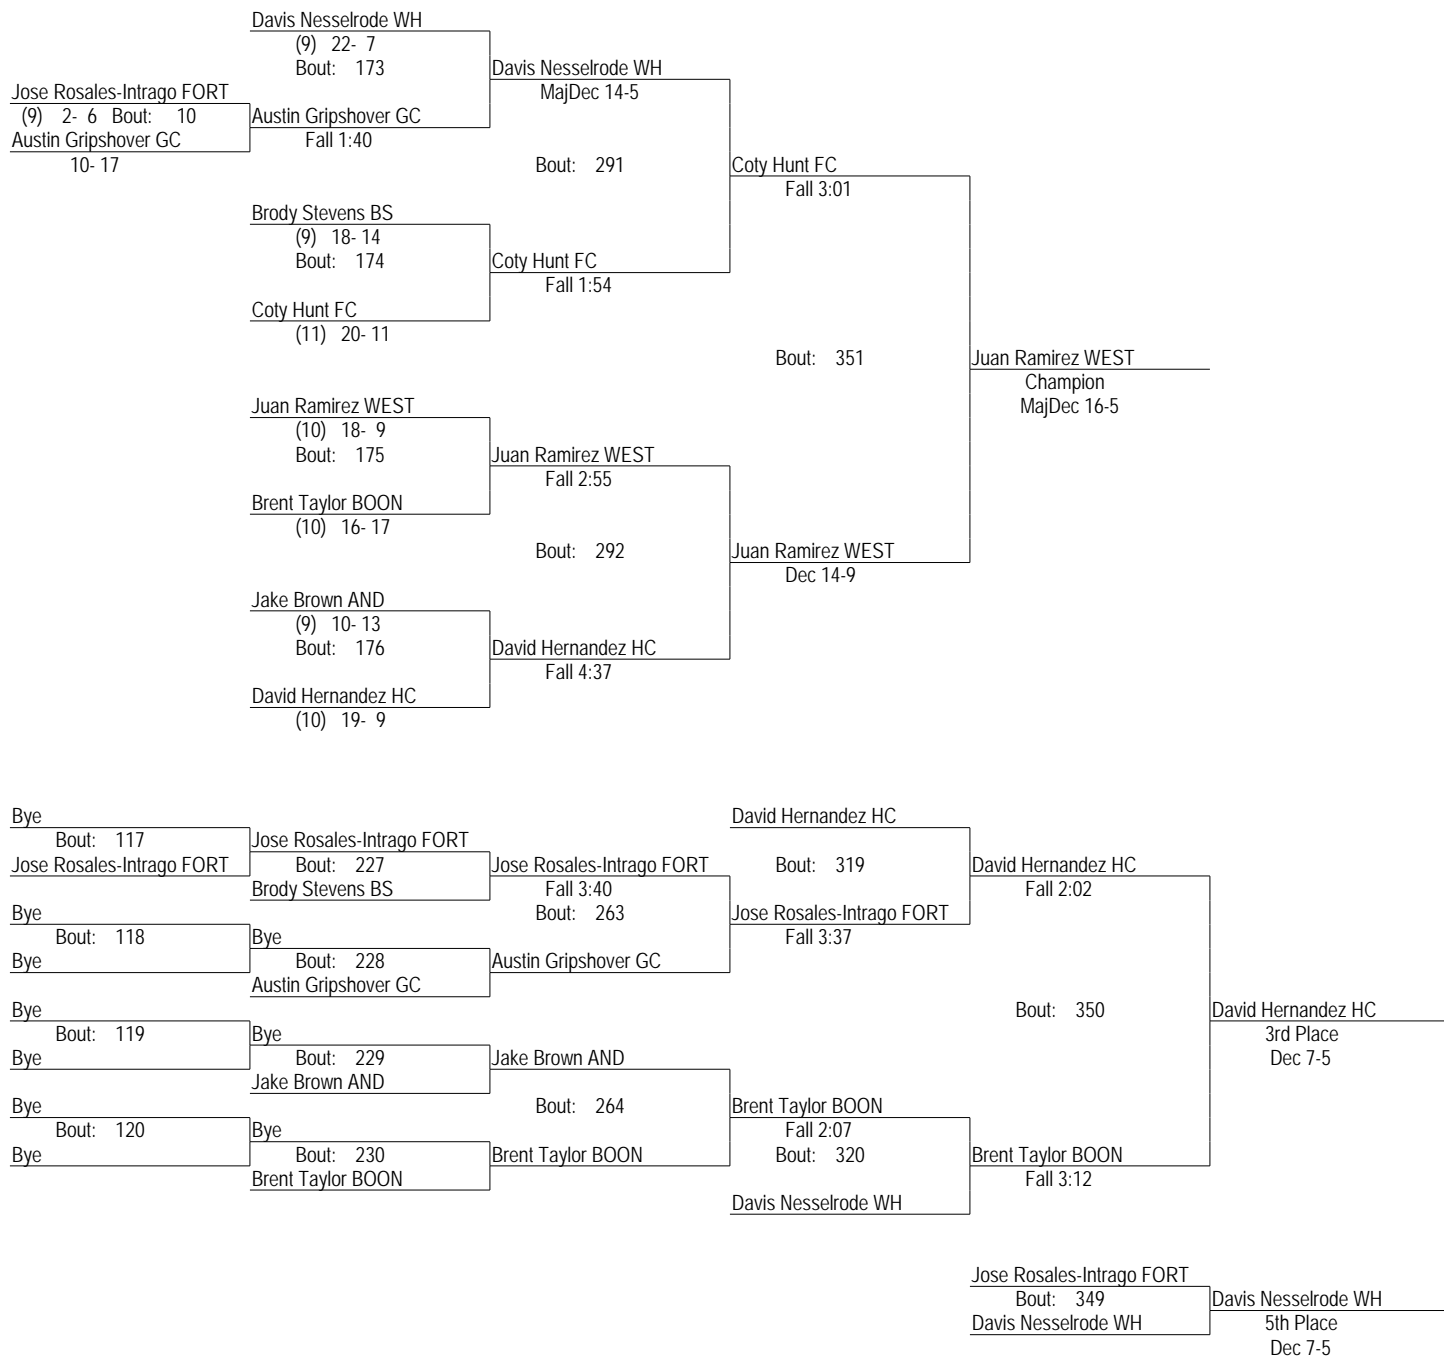 Davis Nesselrode WH
(9) 22- 7
Bout: 173
Davis Nesselrode WH
MajDec 14-5
Jose Rosales-Intrago FORT
(9) 2- 6 Bout: 10
Austin Gripshover GC
Austin Gripshover GC
Fall 1:40
10- 17
Bout: 291
Coty Hunt FC
Fall 3:01
Brody Stevens BS
(9) 18- 14
Bout: 174
Coty Hunt FC
Fall 1:54
Coty Hunt FC
(11) 20- 11
Bout: 351
Juan Ramirez WEST
Champion
MajDec 16-5
Juan Ramirez WEST
(10) 18- 9
Bout: 175
Juan Ramirez WEST
Fall 2:55
Brent Taylor BOON
(10) 16- 17
Bout: 292
Juan Ramirez WEST
Dec 14-9
Jake Brown AND
(9) 10- 13
Bout: 176
David Hernandez HC
Fall 4:37
David Hernandez HC
(10) 19- 9
Bye
Bout: 117
Jose Rosales-Intrago FORT
Jose Rosales-Intrago FORT
Bout: 227
Brody Stevens BS
Jose Rosales-Intrago FORT
Fall 3:40
Bout: 263
David Hernandez HC
Bout: 319
David Hernandez HC
Fall 2:02
Bye
Bout: 118
Bye
Bye
Bout: 228
Austin Gripshover GC
Austin Gripshover GC
Jose Rosales-Intrago FORT
Fall 3:37
Bye
Bout: 119
Bye
Bye
Bout: 229
Jake Brown AND
Jake Brown AND
Bout: 264
Bout: 350
David Hernandez HC
3rd Place
Dec 7-5
Bye
Bout: 120
Bye
Bye
Bout: 230
Brent Taylor BOON
Brent Taylor BOON
Brent Taylor BOON
Fall 2:07
Bout: 320
Davis Nesselrode WH
Brent Taylor BOON
Fall 3:12
Jose Rosales-Intrago FORT
Bout: 349
Davis Nesselrode WH
Davis Nesselrode WH
5th Place
Dec 7-5